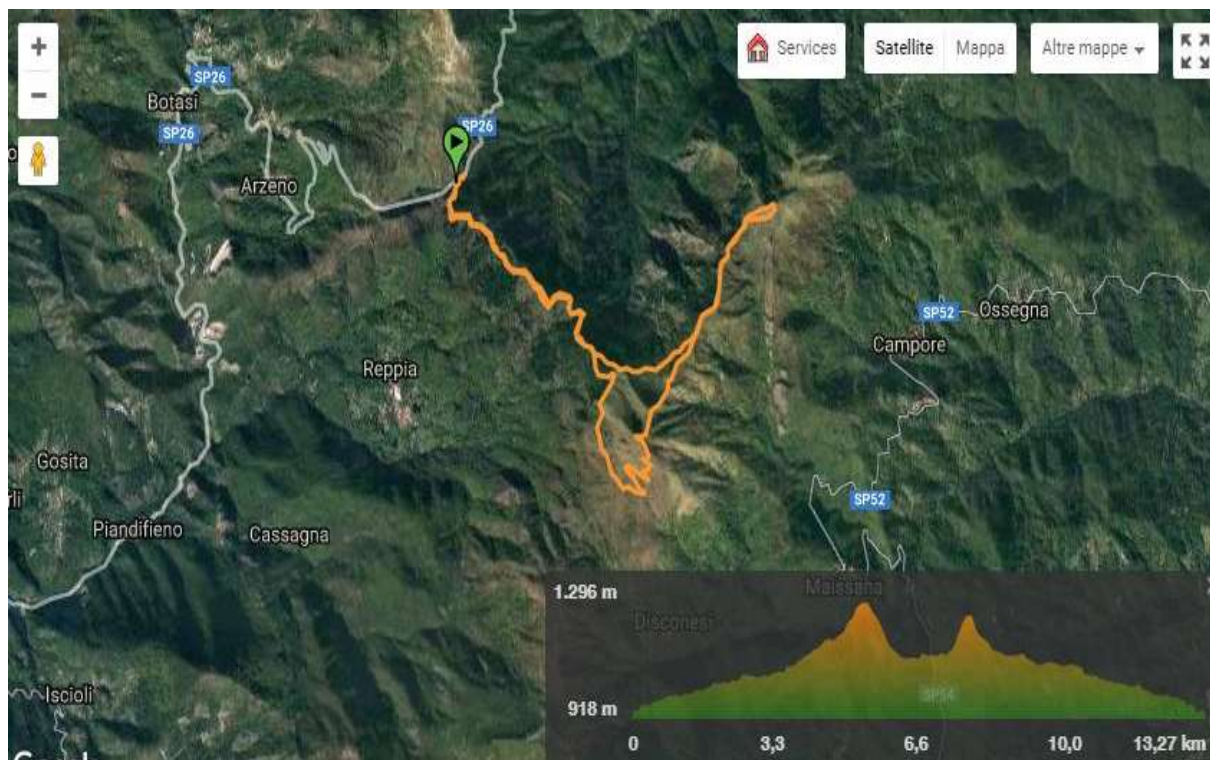 +
Services
Satellite
Mappa
Altre mappe
−
SP26
Botasi
SP26
SP26
Arzeno
SP52
Ossegna
Campore
Reppia
Gosita
SP52
Piandifieno
Cassagna
Maissana
1.296 m
Disconesi
Iscioli
SP54
918 m
0
3,3
6,6
10,0
13,27 km